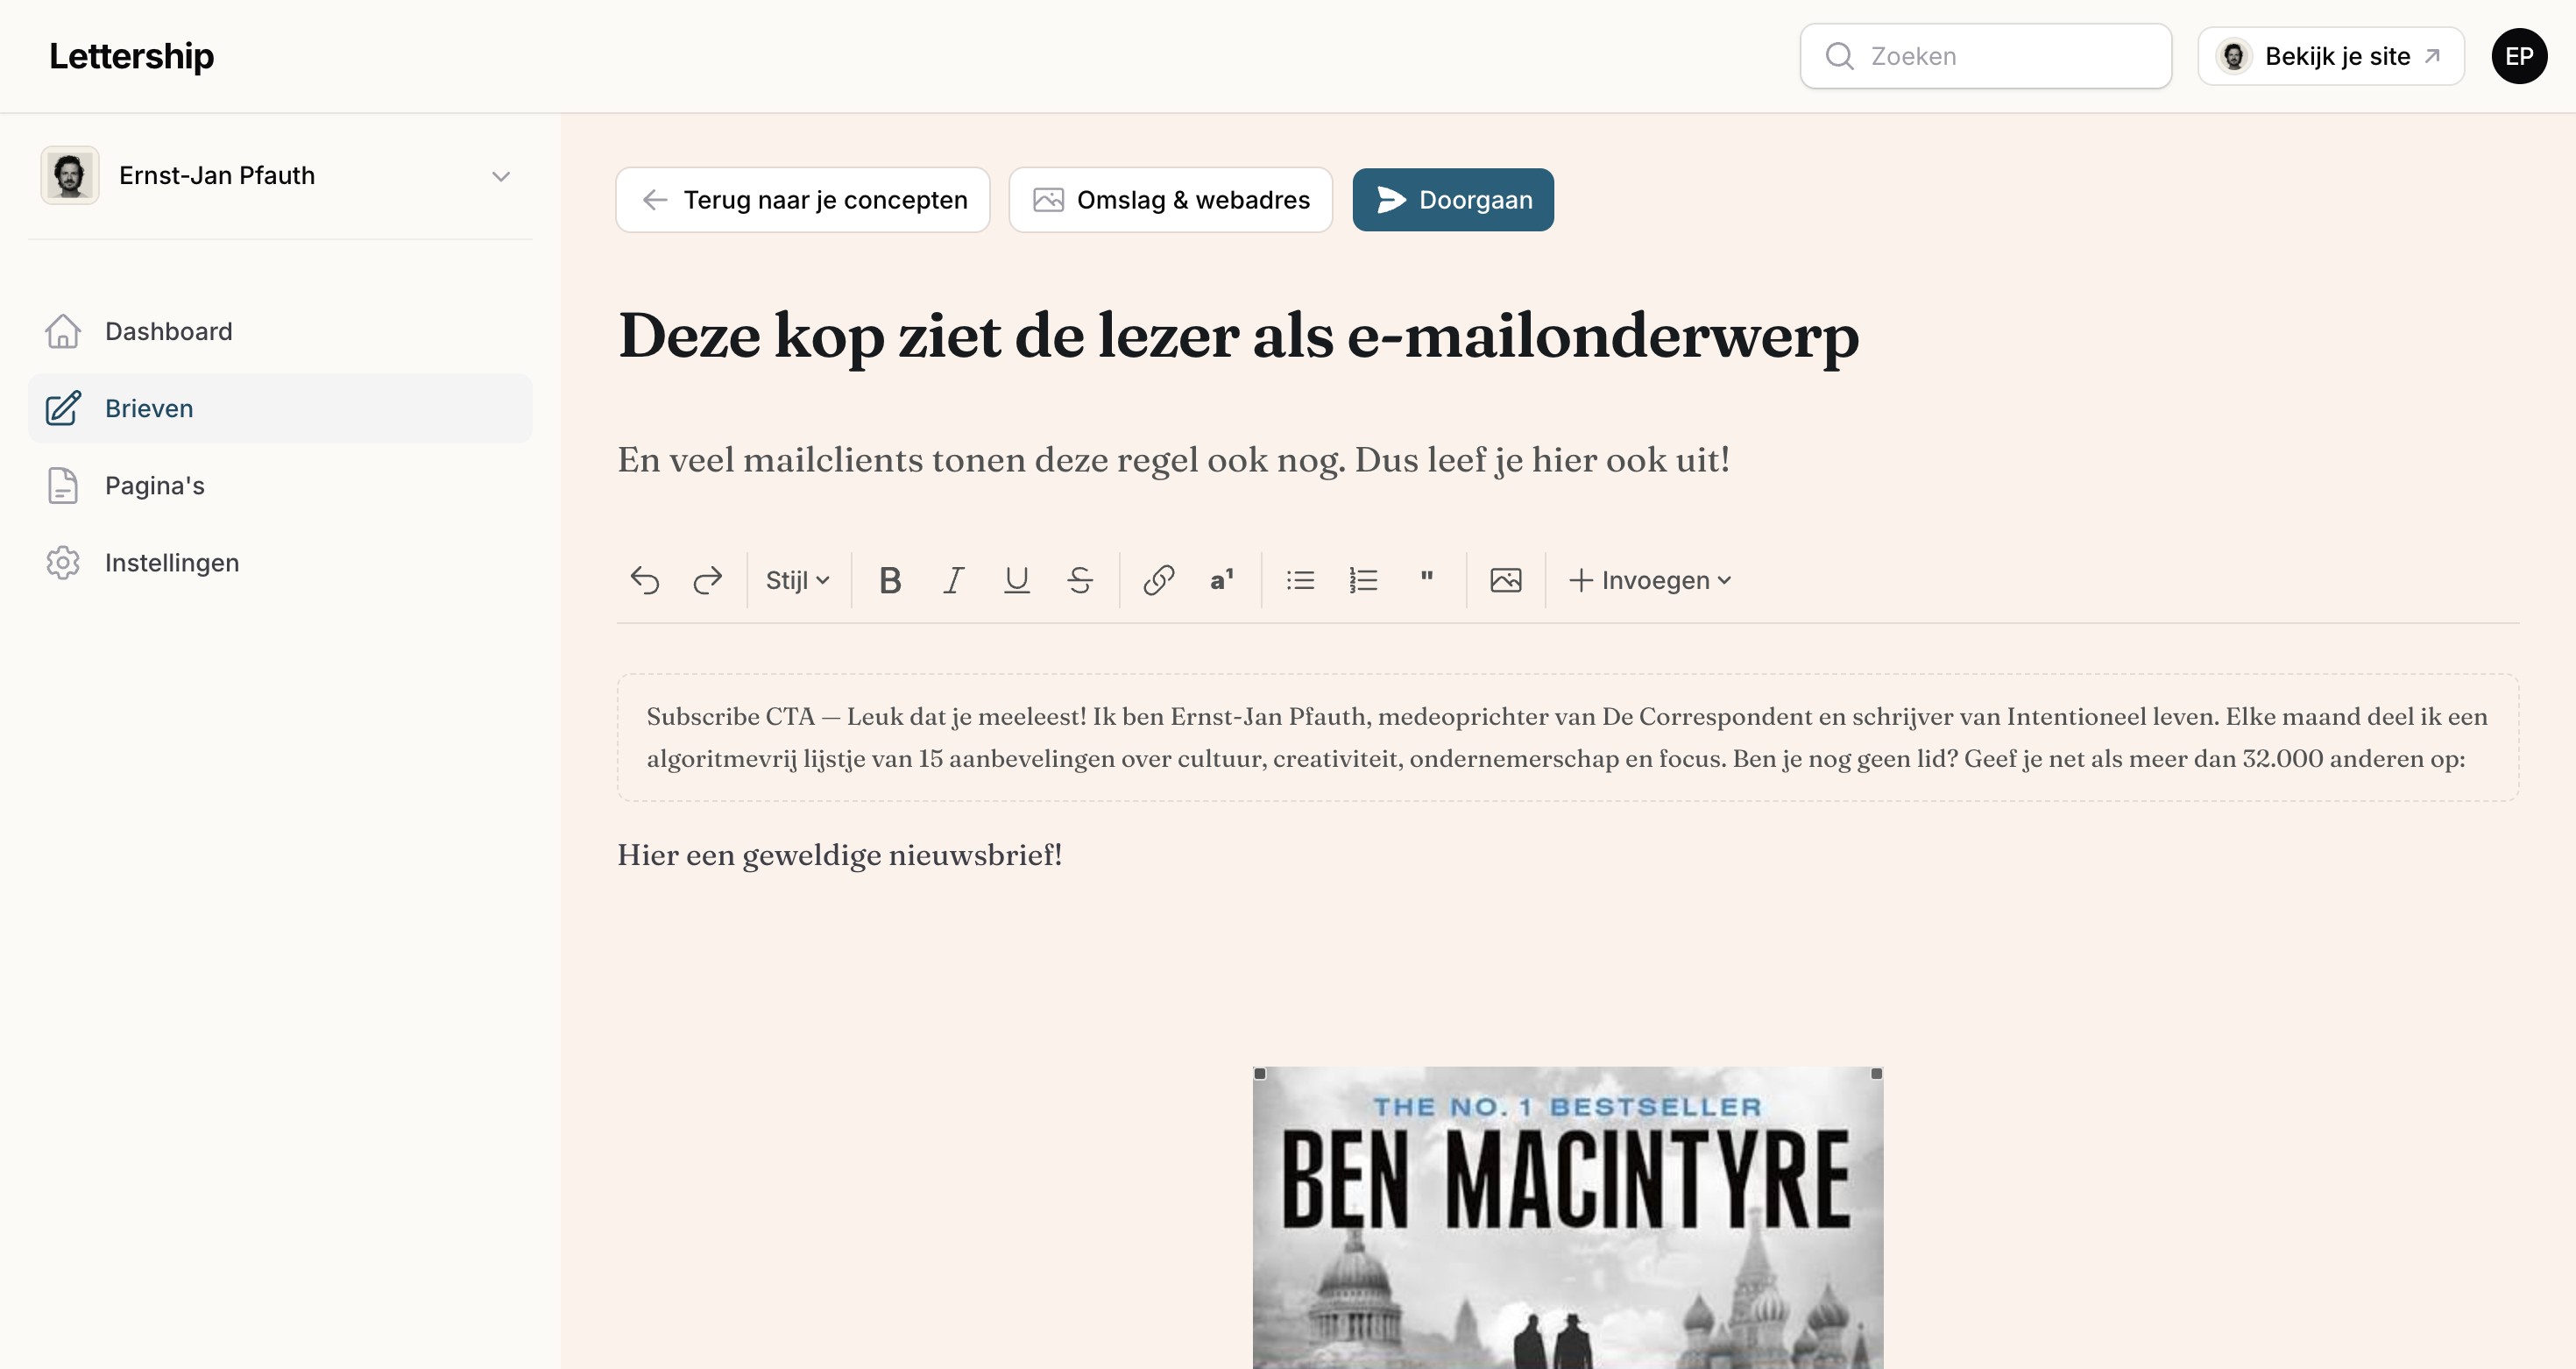 Lettership
Zoeken
Bekijk je site
EP
Ernst-Jan Pfauth
Dashboard
Brieven
Pagina's
Instellingen
Terug naar je concepten
Omslag & webadres
Doorgaan
Deze kop ziet de lezer als e-mailonderwerp
En veel mailclients tonen deze regel ook nog. Dus leef je hier ook uit!
Stijl
B I U S a¹ "
Invoegen
Subscribe CTA — Leuk dat je meeleest! Ik ben Ernst-Jan Pfauth, medeoprichter van De Correspondent en schrijver van Intentioneel leven. Elke maand deel ik een
algoritmevrij lijstje van 15 aanbevelingen over cultuur, creativiteit, ondernemerschap en focus. Ben je nog geen lid? Geef je net als meer dan 32.000 anderen op:
Hier een geweldige nieuwsbrief!
THE NO. 1 BESTSELLER
BEN MACINTYRE